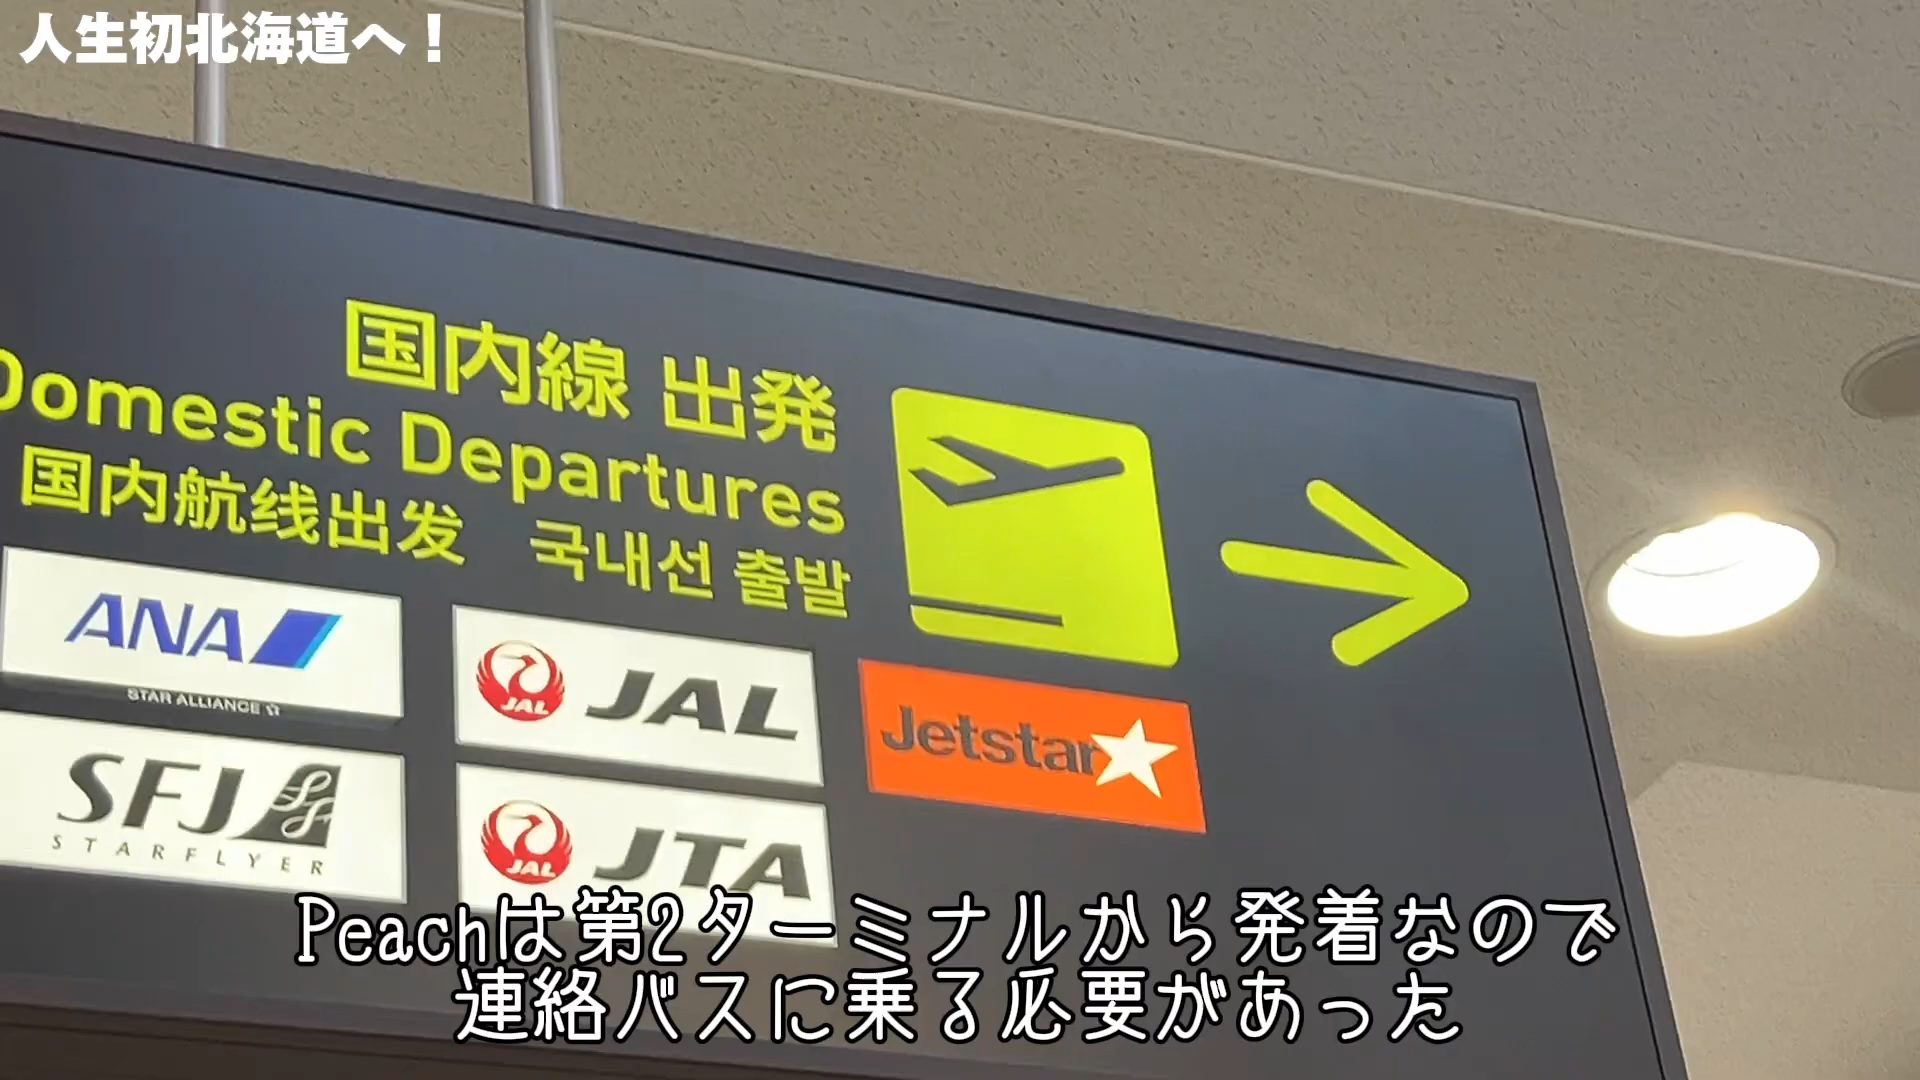 人生初北海道へ！
国内線 出発
Domestic Departures
国内航线出发 국내선 출발
ANA
STAR ALLIANCE
JAL JAL
Jetstar
SFJ
STARFLYER
JAL JTA
Peachは第2ターミナルから発着なので
連絡バスに乗る必要があった